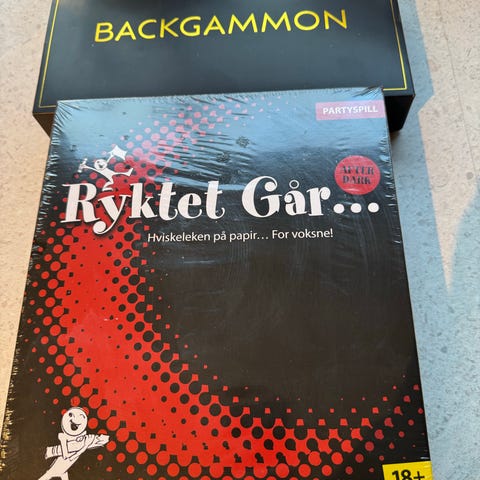 BACKGAMMON
PARTYSPILL
AFTER
DARK
Ryktet Går...
Hviskeleken på papir... For voksne!
18+